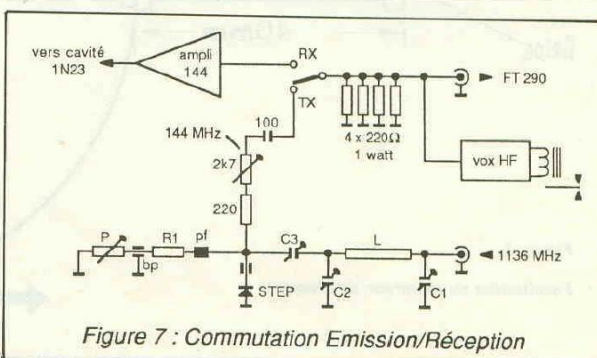 vers cavité
1N23
ampli
144
RX
TX
FT 290
100
144 MHz
2k7
220
4 x 220Ω
1 watt
vox HF
P
bp
R1
pf
C3
L
1136 MHz
STEP
C2
C1
Figure 7 : Commutation Emission/Réception